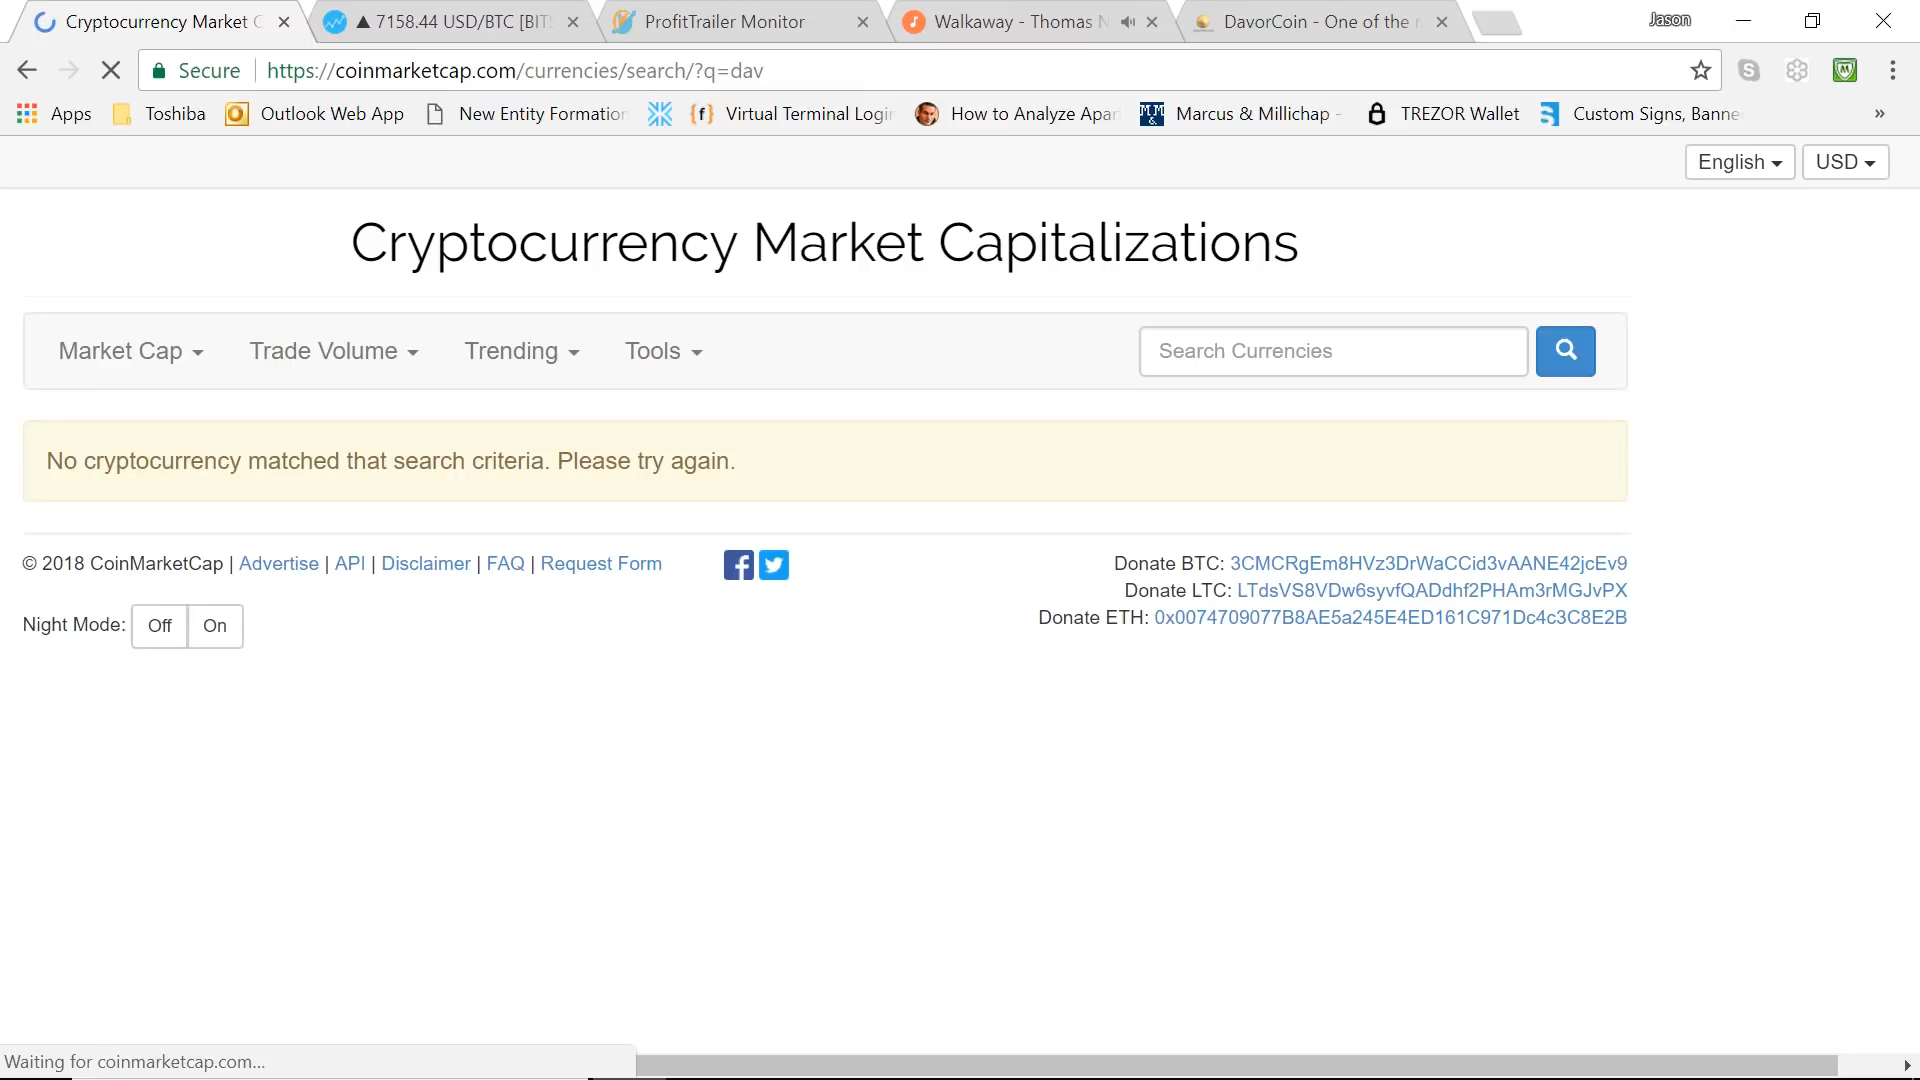 Cryptocurrency Market C
7158.44 USD/BTC [BIT
ProfitTrailer Monitor
Walkaway - Thomas N
DavorCoin - One of the
Jason
Secure
https://coinmarketcap.com/currencies/search/?q=dav
Apps
Toshiba
Outlook Web App
New Entity Formation
{f}
Virtual Terminal Login
How to Analyze Apar
Marcus & Millichap -
TREZOR Wallet
Custom Signs, Banne
»
English
USD
Cryptocurrency Market Capitalizations
Market Cap
Trade Volume
Trending
Tools
Search Currencies
No cryptocurrency matched that search criteria. Please try again.
© 2018 CoinMarketCap | Advertise | API | Disclaimer | FAQ | Request Form
Donate BTC: 3CMCRgEm8HVz3DrWaCCid3vAANE42jcEv9
Donate LTC: LTdsVS8VDw6syvfQADdhf2PHAm3rMGJvPX
Donate ETH: 0x0074709077B8AE5a245E4ED161C971Dc4c3C8E2B
Night Mode: Off On
Waiting for coinmarketcap.com...